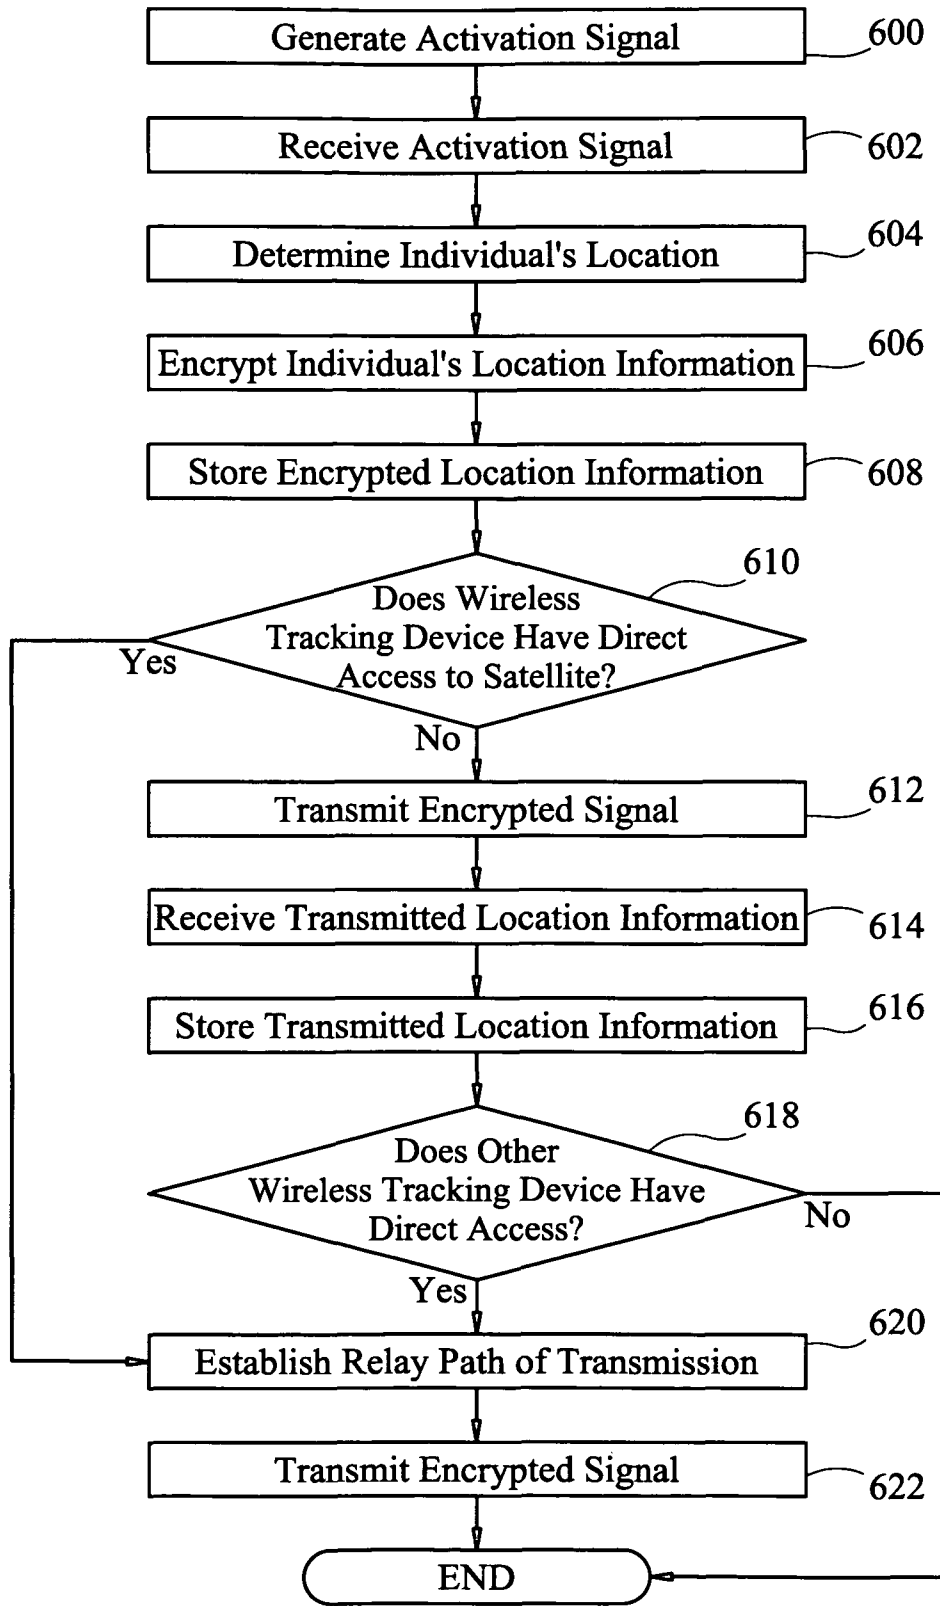 Generate Activation Signal
600
Receive Activation Signal
602
Determine Individual's Location
604
Encrypt Individual's Location Information
606
Store Encrypted Location Information
608
610
Does Wireless
Tracking Device Have Direct
Access to Satellite?
Yes
No
Transmit Encrypted Signal
612
Receive Transmitted Location Information
614
Store Transmitted Location Information
616
618
Does Other
Wireless Tracking Device Have
Direct Access?
No
Yes
Establish Relay Path of Transmission
620
Transmit Encrypted Signal
622
END